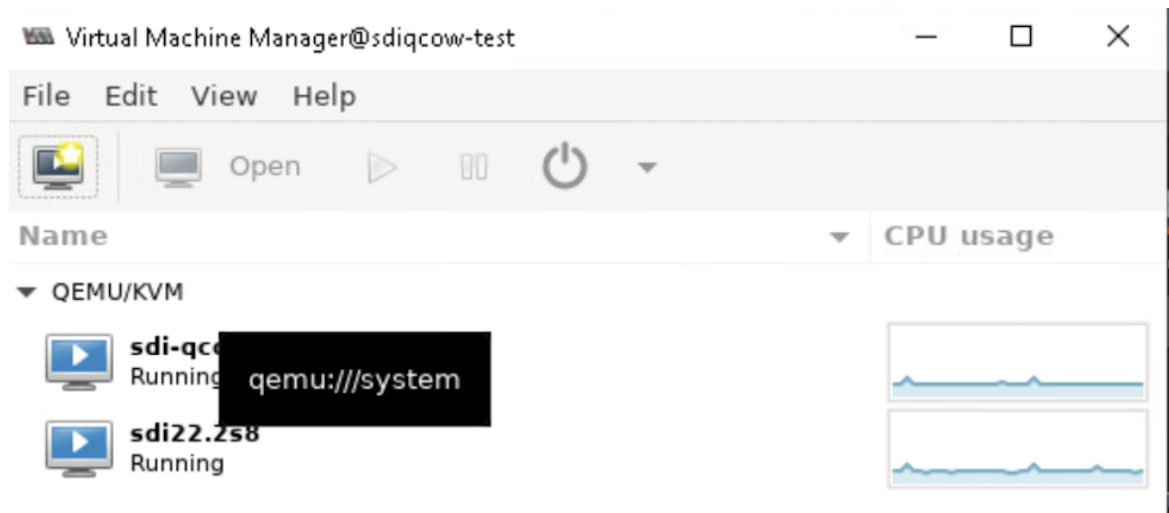 Virtual Machine Manager@sdiqcow-test
File Edit View Help
Open
Name CPU usage
QEMU/KVM
Running
qemu:///system
sdi22.2s8
Running